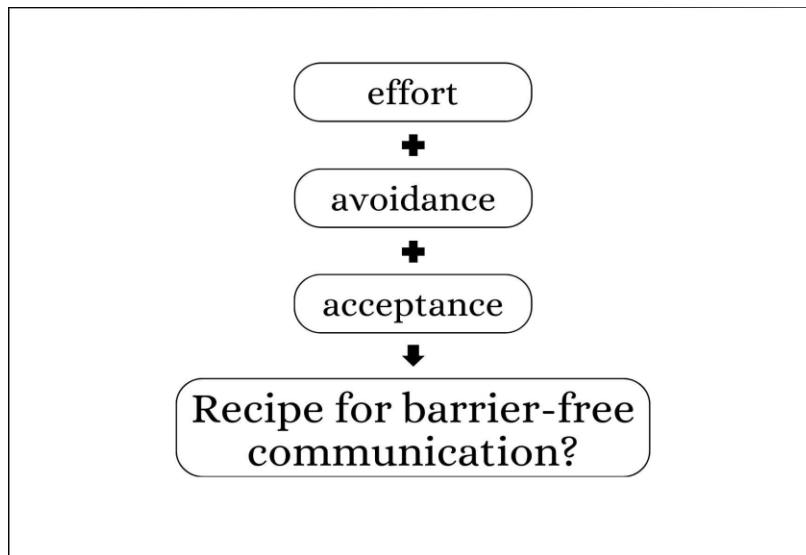 effort
avoidance
acceptance
Recipe for barrier-free
communication?